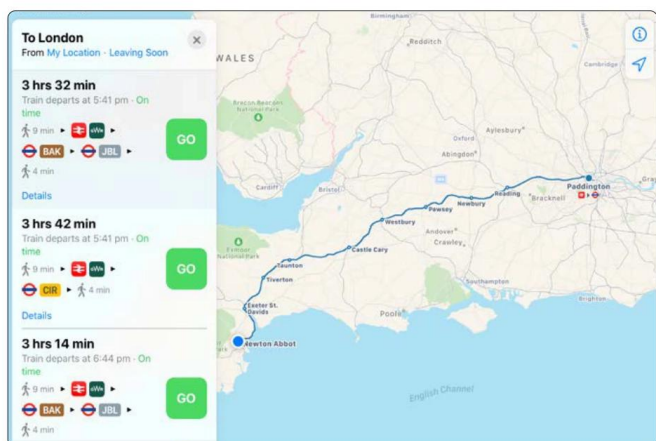 To London
From My Location · Leaving Soon
3 hrs 32 min
Train departs at 5:41 pm · On
time
9 min
GWR
BAK
JBL
4 min
GO
Details
3 hrs 42 min
Train departs at 5:41 pm · On
time
9 min
GWR
CIR
4 min
GO
Details
3 hrs 14 min
Train departs at 6:44 pm · On
time
9 min
GWR
BAK
JBL
4 min
GO
Birmingham
Redditch
WALES
Cambridge
Brecon Beacons
National Park
Oxford
Aylesbury
Abingdon
Cardiff
Bristol
Paddington
Reading
Bracknell
Newbury
Pewsey
Westbury
Andover
Crawley
Castle Cary
Exmoor
National Park
Taunton
Tiverton
Southampton
Brighton
Poole
Exeter St.
Davids
Newton Abbot
English Channel